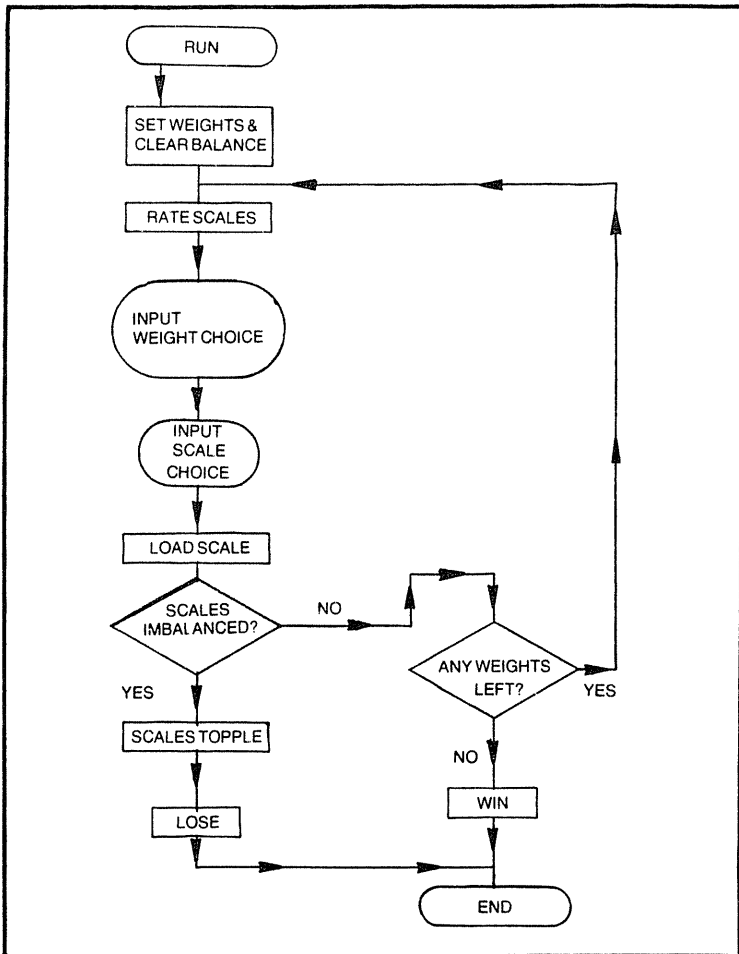 RUN
SET WEIGHTS &
CLEAR BALANCE
RATE SCALES
INPUT
WEIGHT CHOICE
INPUT
SCALE
CHOICE
LOAD SCALE
SCALES
IMBALANCED?
NO
ANY WEIGHTS
LEFT?
YES
YES
SCALES TOPPLE
NO
WIN
LOSE
END